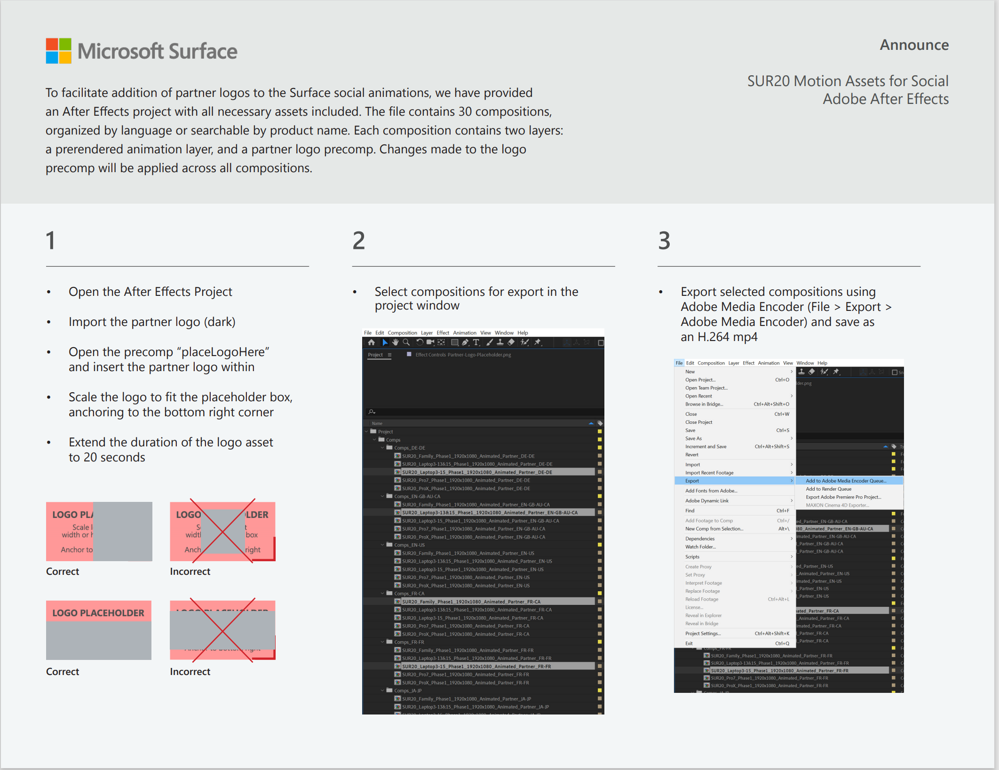 Microsoft Surface
Announce
SUR20 Motion Assets for Social
Adobe After Effects
To facilitate addition of partner logos to the Surface social animations, we have provided
an After Effects project with all necessary assets included. The file contains 30 compositions,
organized by language or searchable by product name. Each composition contains two layers:
a prerendered animation layer, and a partner logo precomp. Changes made to the logo
precomp will be applied across all compositions.
1
• Open the After Effects Project
• Import the partner logo (dark)
• Open the precomp “placeLogoHere”
and insert the partner logo within
• Scale the logo to fit the placeholder box,
anchoring to the bottom right corner
• Extend the duration of the logo asset
to 20 seconds
LOGO PLA
Scale l
width or h
Anchor to
Correct
LOGO LDER
Sc t
widtl box
Anch right
Incorrect
LOGO PLACEHOLDER
Correct
LOGO PLACEHOLDER
Anchor to bottom right
Incorrect
2
• Select compositions for export in the
project window
File Edit Composition Layer Effect Animation View Window Help
Project Effect Controls Partner-Logo-Placeholder.png
Name
Project
Comps
Comps_DE-DE
SUR20_Family_Phase1_1920x1080_Animated_Partner_DE-DE
SUR20_Laptop3-13&15_Phase1_1920x1080_Animated_Partner_DE-DE
SUR20_Laptop3-15_Phase1_1920x1080_Animated_Partner_DE-DE
SUR20_Pro7_Phase1_1920x1080_Animated_Partner_DE-DE
SUR20_ProX_Phase1_1920x1080_Animated_Partner_DE-DE
Comps_EN-GB-AU-CA
SUR20_Family_Phase1_1920x1080_Animated_Partner_EN-GB-AU-CA
SUR20_Laptop3-13&15_Phase1_1920x1080_Animated_Partner_EN-GB-AU-CA
SUR20_Laptop3-15_Phase1_1920x1080_Animated_Partner_EN-GB-AU-CA
SUR20_Pro7_Phase1_1920x1080_Animated_Partner_EN-GB-AU-CA
SUR20_ProX_Phase1_1920x1080_Animated_Partner_EN-GB-AU-CA
Comps_EN-US
SUR20_Family_Phase1_1920x1080_Animated_Partner_EN-US
SUR20_Laptop3-13&15_Phase1_1920x1080_Animated_Partner_EN-US
SUR20_Laptop3-15_Phase1_1920x1080_Animated_Partner_EN-US
SUR20_Pro7_Phase1_1920x1080_Animated_Partner_EN-US
SUR20_ProX_Phase1_1920x1080_Animated_Partner_EN-US
Comps_FR-CA
SUR20_Family_Phase1_1920x1080_Animated_Partner_FR-CA
SUR20_Laptop3-13&15_Phase1_1920x1080_Animated_Partner_FR-CA
SUR20_Laptop3-15_Phase1_1920x1080_Animated_Partner_FR-CA
SUR20_Pro7_Phase1_1920x1080_Animated_Partner_FR-CA
SUR20_ProX_Phase1_1920x1080_Animated_Partner_FR-CA
Comps_FR-FR
SUR20_Family_Phase1_1920x1080_Animated_Partner_FR-FR
SUR20_Laptop3-13&15_Phase1_1920x1080_Animated_Partner_FR-FR
SUR20_Laptop3-15_Phase1_1920x1080_Animated_Partner_FR-FR
SUR20_Pro7_Phase1_1920x1080_Animated_Partner_FR-FR
SUR20_ProX_Phase1_1920x1080_Animated_Partner_FR-FR
Comps_JA-JP
SUR20_Family_Phase1_1920x1080_Animated_Partner_JA-JP
SUR20_Laptop3-13&15_Phase1_1920x1080_Animated_Partner_JA-JP
3
• Export selected compositions using
Adobe Media Encoder (File > Export >
Adobe Media Encoder) and save as
an H.264 mp4
File Edit Composition Layer Effect Animation View Window Help
New
Open Project... Ctrl+O
Open Team Project...
Open Recent
Browse in Bridge... Ctrl+Alt+Shift+O
Close Ctrl+W
Close Project
Save Ctrl+S
Save As
Increment and Save Ctrl+Alt+Shift+S
Revert
Import
Import Recent Footage
Export
Add Fonts from Adobe...
Adobe Dynamic Link
Find Ctrl+F
Add Footage to Comp Ctrl+/
New Comp from Selection... Alt+\
Dependencies
Watch Folder...
Scripts
Create Proxy
Set Proxy
Interpret Footage
Replace Footage
Reload Footage Ctrl+Alt+L
License...
Reveal in Explorer
Reveal in Bridge
Project Settings... Ctrl+Alt+Shift+K
Exit Ctrl+Q
Add to Adobe Media Encoder Queue...
Add to Render Queue
Export Adobe Premiere Pro Project...
MAXON Cinema 4D Exporter...
Sn
lder.png
ed_Partner_EN-GB-AU-CA
80_Animated_Partner_EN-GB-AU-CA
imated_Partner_EN-GB-AU-CA
_Partner_EN-GB-AU-CA
_Partner_EN-GB-AU-CA
ed_Partner_EN-US
_Animated_Partner_EN-US
imated_Partner_EN-US
_Partner_EN-US
_Partner_EN-US
ated_Partner_FR-CA
_Animated_Partner_FR-CA
imated_Partner_FR-CA
_Partner_FR-CA
_Partner_FR-CA
Comps_FR-FR
SUR20_Family_Phase1_1920x1080_Animated_Partner_FR-FR
SUR20_Laptop3-13&15_Phase1_1920x1080_Animated_Partner_FR-FR
SUR20_Laptop3-15_Phase1_1920x1080_Animated_Partner_FR-FR
SUR20_Pro7_Phase1_1920x1080_Animated_Partner_FR-FR
SUR20_ProX_Phase1_1920x1080_Animated_Partner_FR-FR
Comps_JA-JP